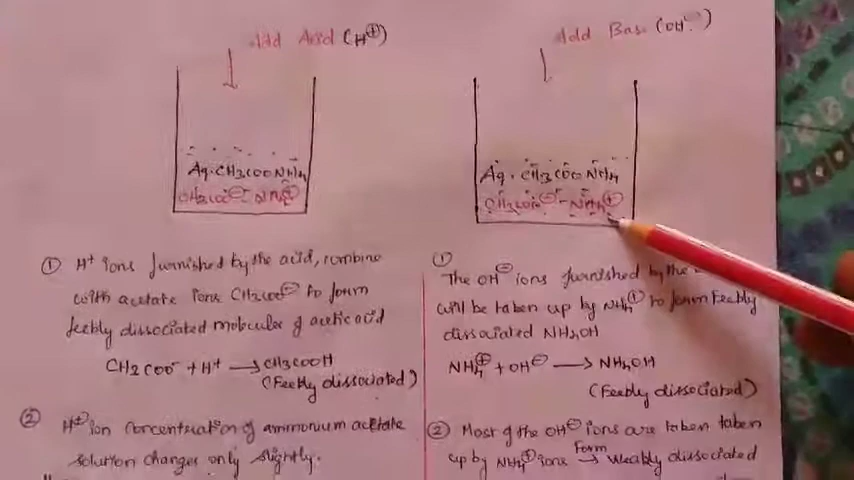 Add Acid (H⊕)
Aq. CH3COONH4
CH3COO⊖ NH4⊕
① H+ ions furnished by the acid, combine
with acetate ions CH3COO⊖ to form
feebly dissociated molecules of acetic acid
CH3COO- + H+ → CH3COOH
(Feebly dissociated)
② H⊕ ion concentration of ammonium acetate
solution changes only slightly.
Add Base (OH-)
Aq. CH3COONH4
CH3COO⊖ - NH4⊕
①
The OH⊖ ions furnished by the
will be taken up by NH4⊕ to form Feebly
dissociated NH4OH
NH4⊕ + OH⊖ → NH4OH
(Feebly dissociated)
② Most of the OH⊖ ions are taken taken
up by NH4⊕ ions Form → weakly dissociated